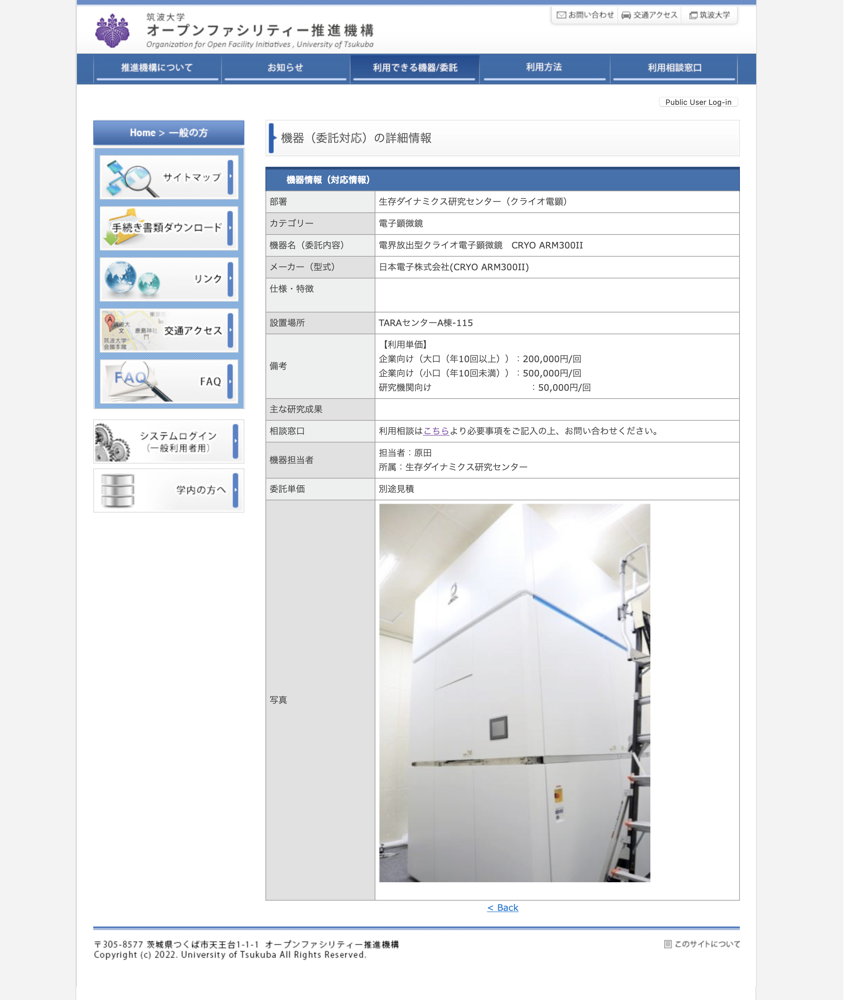 筑波大学
オープンファシリティー推進機構
Organization for Open Facility Initiatives , University of Tsukuba
お問い合わせ
交通アクセス
筑波大学
推進機構について
お知らせ
利用できる機器/委託
利用方法
利用相談窓口
Public User Log-in
Home > 一般の方
サイトマップ
手続き書類ダウンロード
リンク
A
東京
筑波大
文
鹿島神社
筑波大学
会館本館
交通アクセス
FAQ
FAQ
システムログイン
（一般利用者用）
学内の方へ
機器（委託対応）の詳細情報
機器情報（対応情報）
部署 生存ダイナミクス研究センター（クライオ電顕）
カテゴリー 電子顕微鏡
機器名（委託内容） 電界放出型クライオ電子顕微鏡　CRYO ARM300II
メーカー（型式） 日本電子株式会社(CRYO ARM300II)
仕様・特徴
設置場所 TARAセンターA棟-115
備考
【利用単価】
企業向け（大口（年10回以上））：200,000円/回
企業向け（小口（年10回未満））：500,000円/回
研究機関向け　　　　　　　　　　　：50,000円/回
主な研究成果
相談窓口 利用相談はこちらより必要事項をご記入の上、お問い合わせください。
機器担当者
担当者：原田
所属：生存ダイナミクス研究センター
委託単価 別途見積
写真
JEOL
< Back
〒305-8577 茨城県つくば市天王台1-1-1 オープンファシリティー推進機構
Copyright (c) 2022. University of Tsukuba All Rights Reserved.
このサイトについて